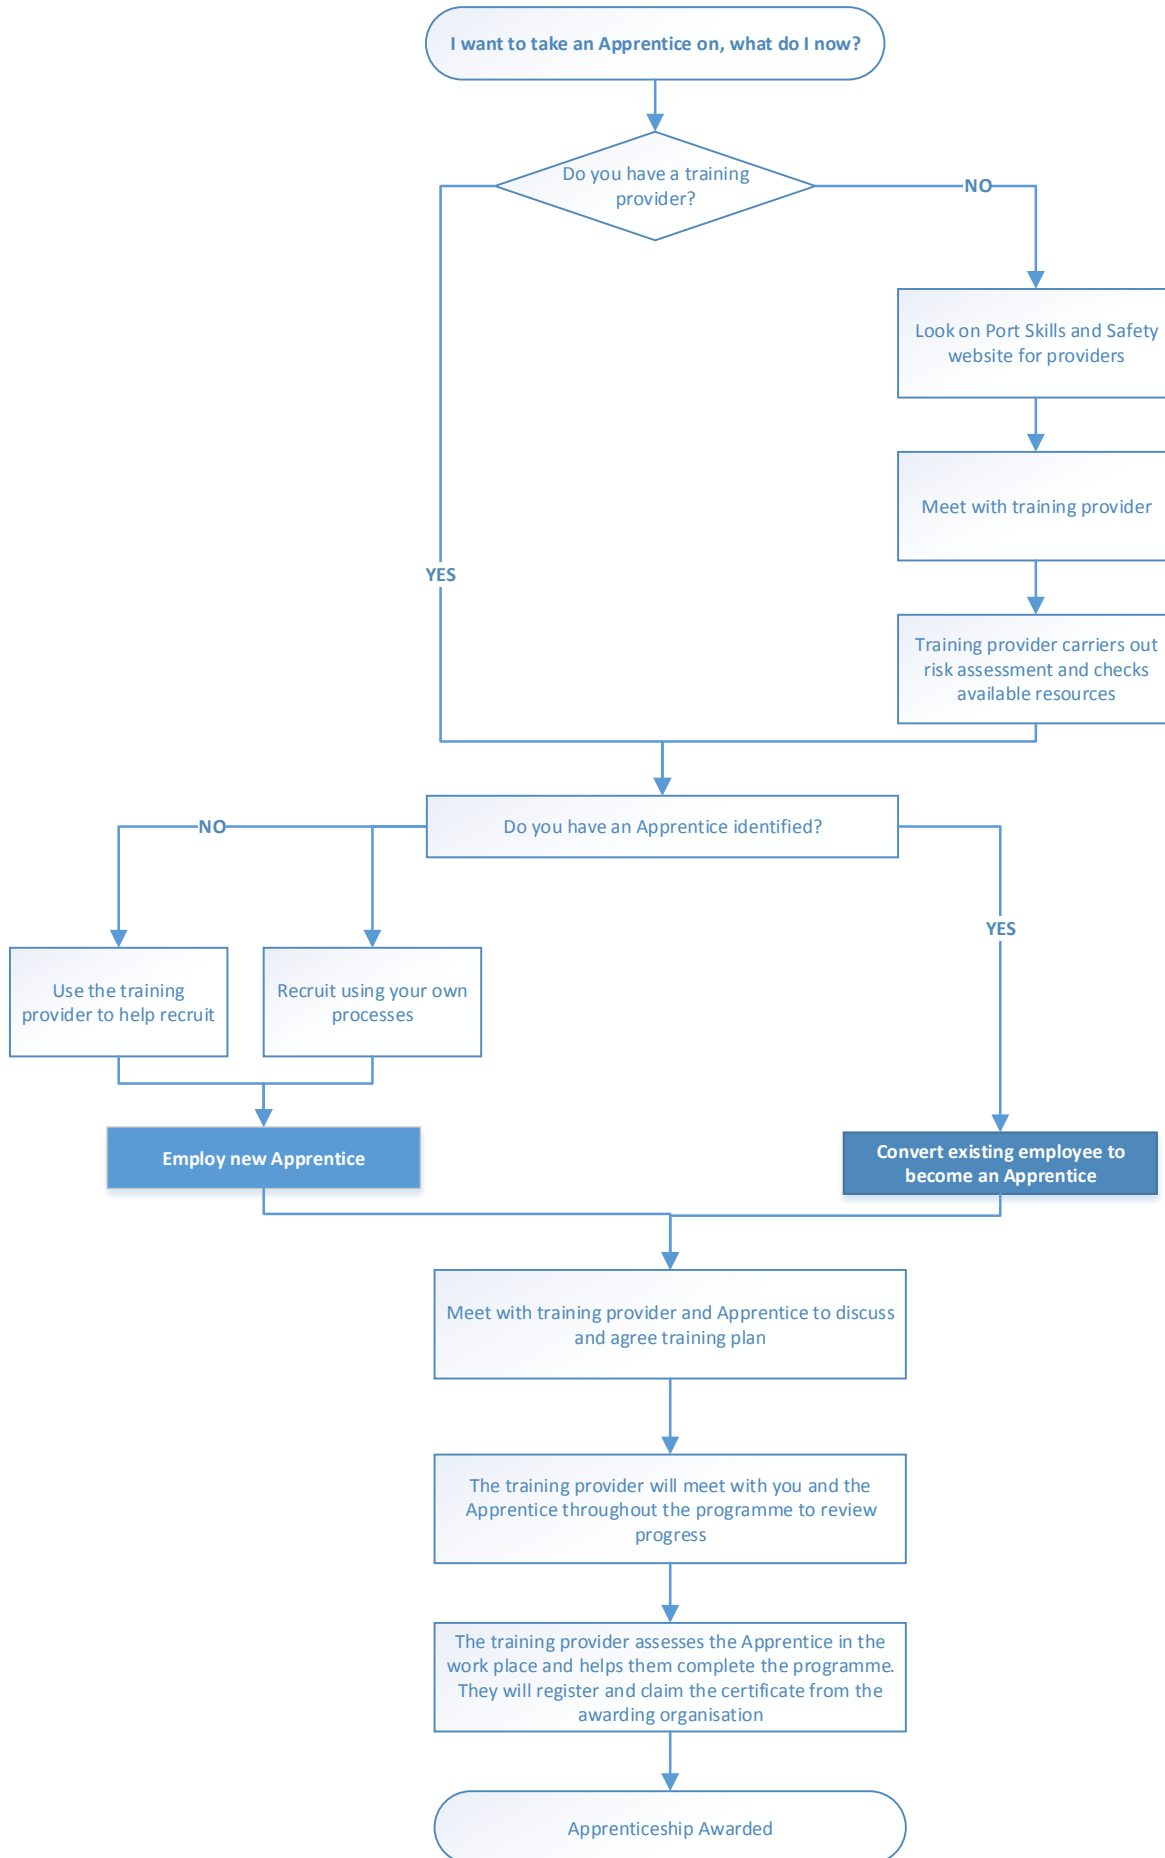 I want to take an Apprentice on, what do I now?
Do you have a training
provider?
NO
Look on Port Skills and Safety
website for providers
Meet with training provider
YES
Training provider carriers out
risk assessment and checks
available resources
Do you have an Apprentice identified?
NO
YES
Use the training
provider to help recruit
Recruit using your own
processes
Employ new Apprentice
Convert existing employee to
become an Apprentice
Meet with training provider and Apprentice to discuss
and agree training plan
The training provider will meet with you and the
Apprentice throughout the programme to review
progress
The training provider assesses the Apprentice in the
work place and helps them complete the programme.
They will register and claim the certificate from the
awarding organisation
Apprenticeship Awarded